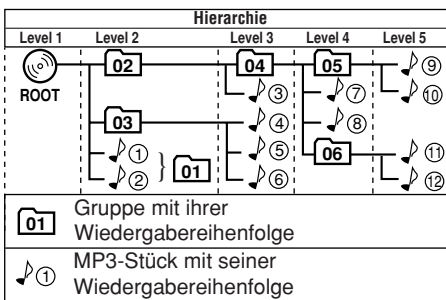 Hierarchie
Level 1 Level 2 Level 3 Level 4 Level 5
02 04 05 ⑨
ROOT ③ ⑦ ⑩
03 ④ ⑧
① ⑤ 06 ⑪
② } 01 ⑥ ⑫
01 Gruppe mit ihrer
Wiedergabereihenfolge
① MP3-Stück mit seiner
Wiedergabereihenfolge